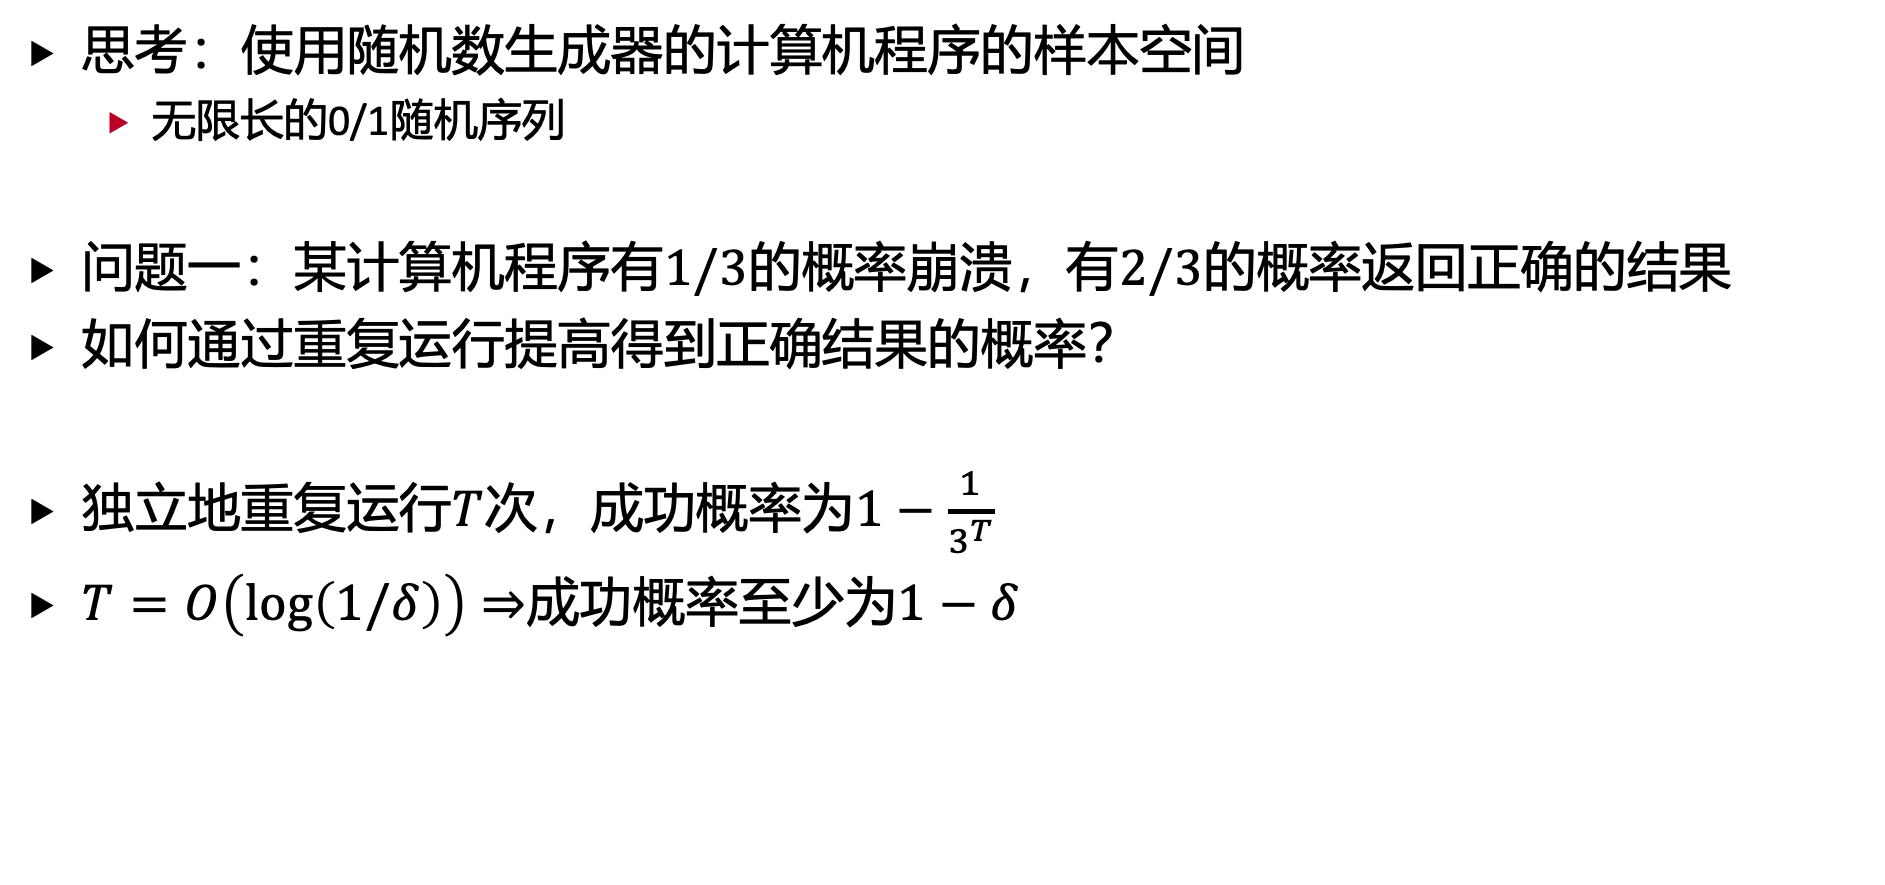 ▶ 思考：使用随机数生成器的计算机程序的样本空间
▶ 无限长的0/1随机序列
▶ 问题一：某计算机程序有1/3的概率崩溃，有2/3的概率返回正确的结果
▶ 如何通过重复运行提高得到正确结果的概率？
▶ 独立地重复运行T次，成功概率为1 − 1/3^T
▶ T = O(log(1/δ)) ⇒成功概率至少为1 − δ